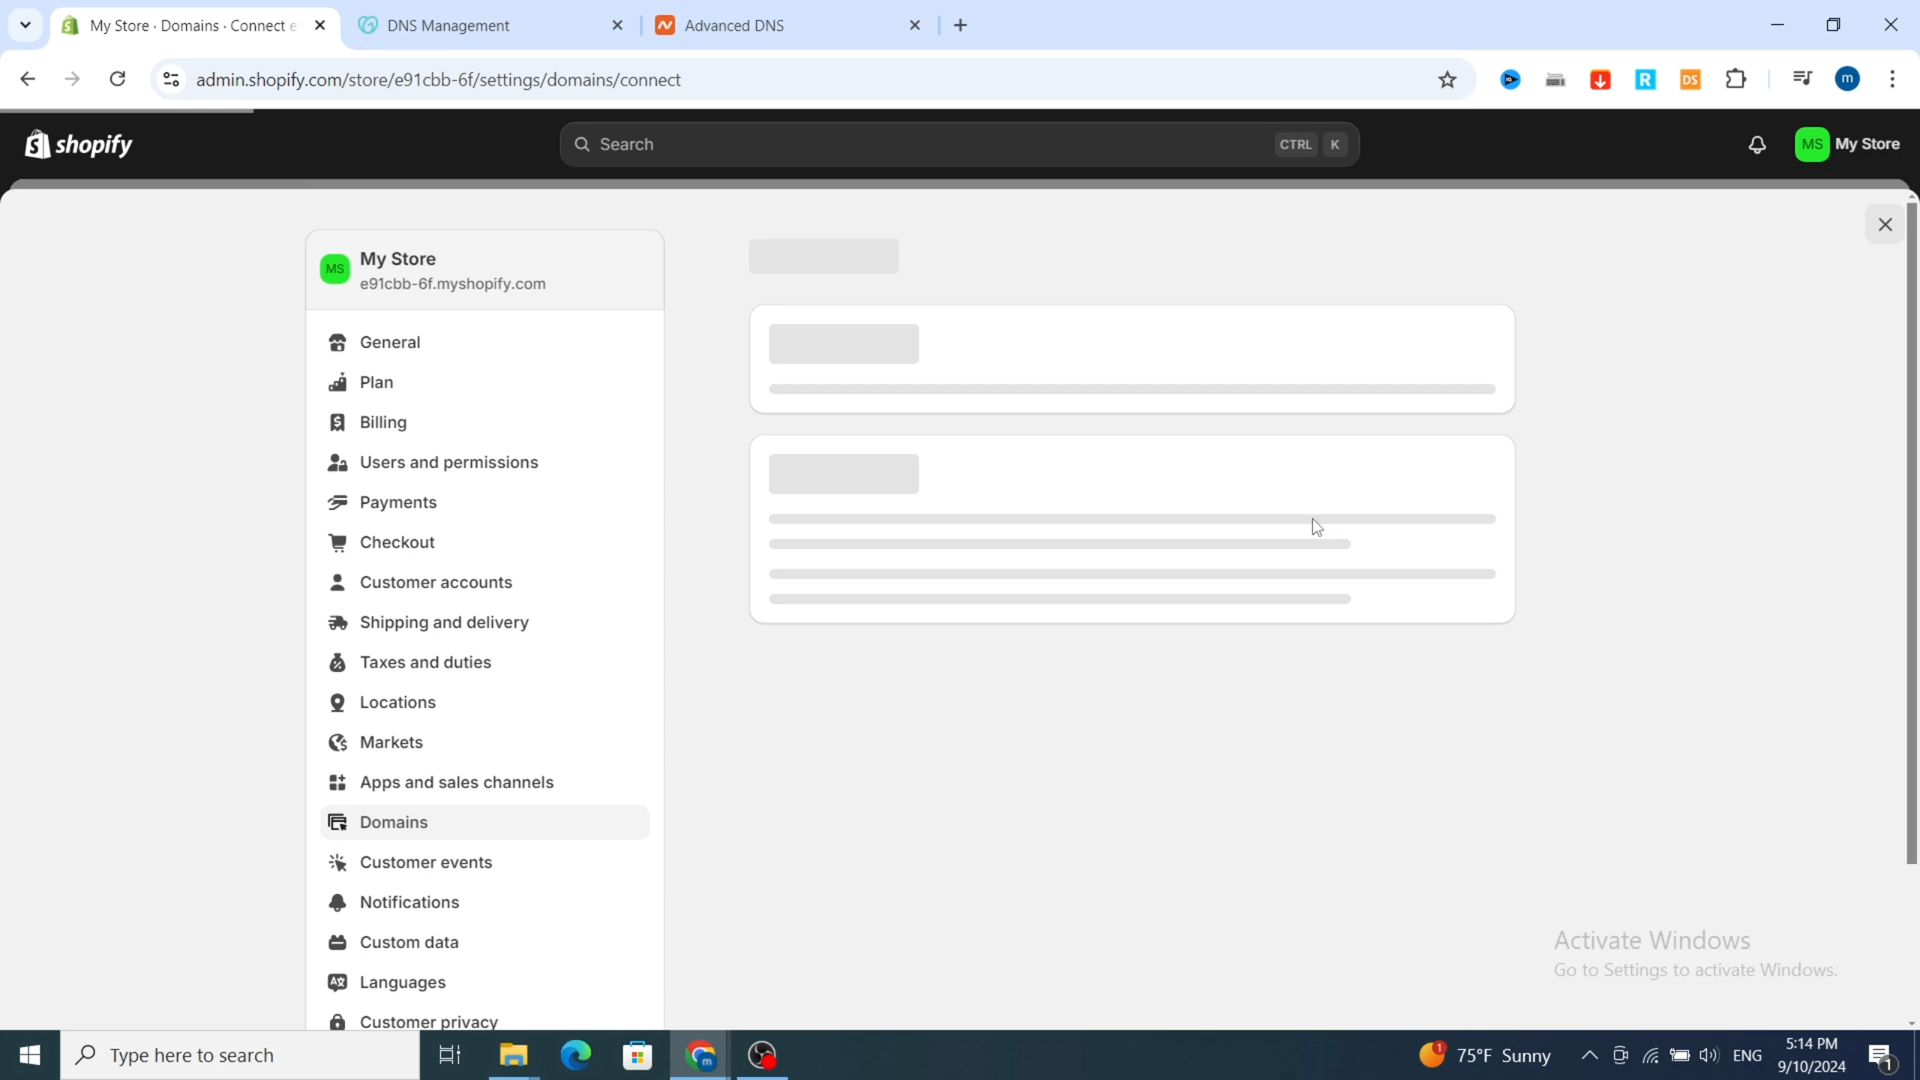 My Store · Domains · Connect e
DNS Management
Advanced DNS
admin.shopify.com/store/e91cbb-6f/settings/domains/connect
R
DS
m
shopify
Search
CTRL K
MS My Store
MS
My Store
e91cbb-6f.myshopify.com
General
Plan
Billing
Users and permissions
Payments
Checkout
Customer accounts
Shipping and delivery
Taxes and duties
Locations
Markets
Apps and sales channels
Domains
Customer events
Notifications
Custom data
Languages
Customer privacy
Activate Windows
Go to Settings to activate Windows.
Type here to search
m
1
75°F Sunny
ENG
5:14 PM
9/10/2024
1